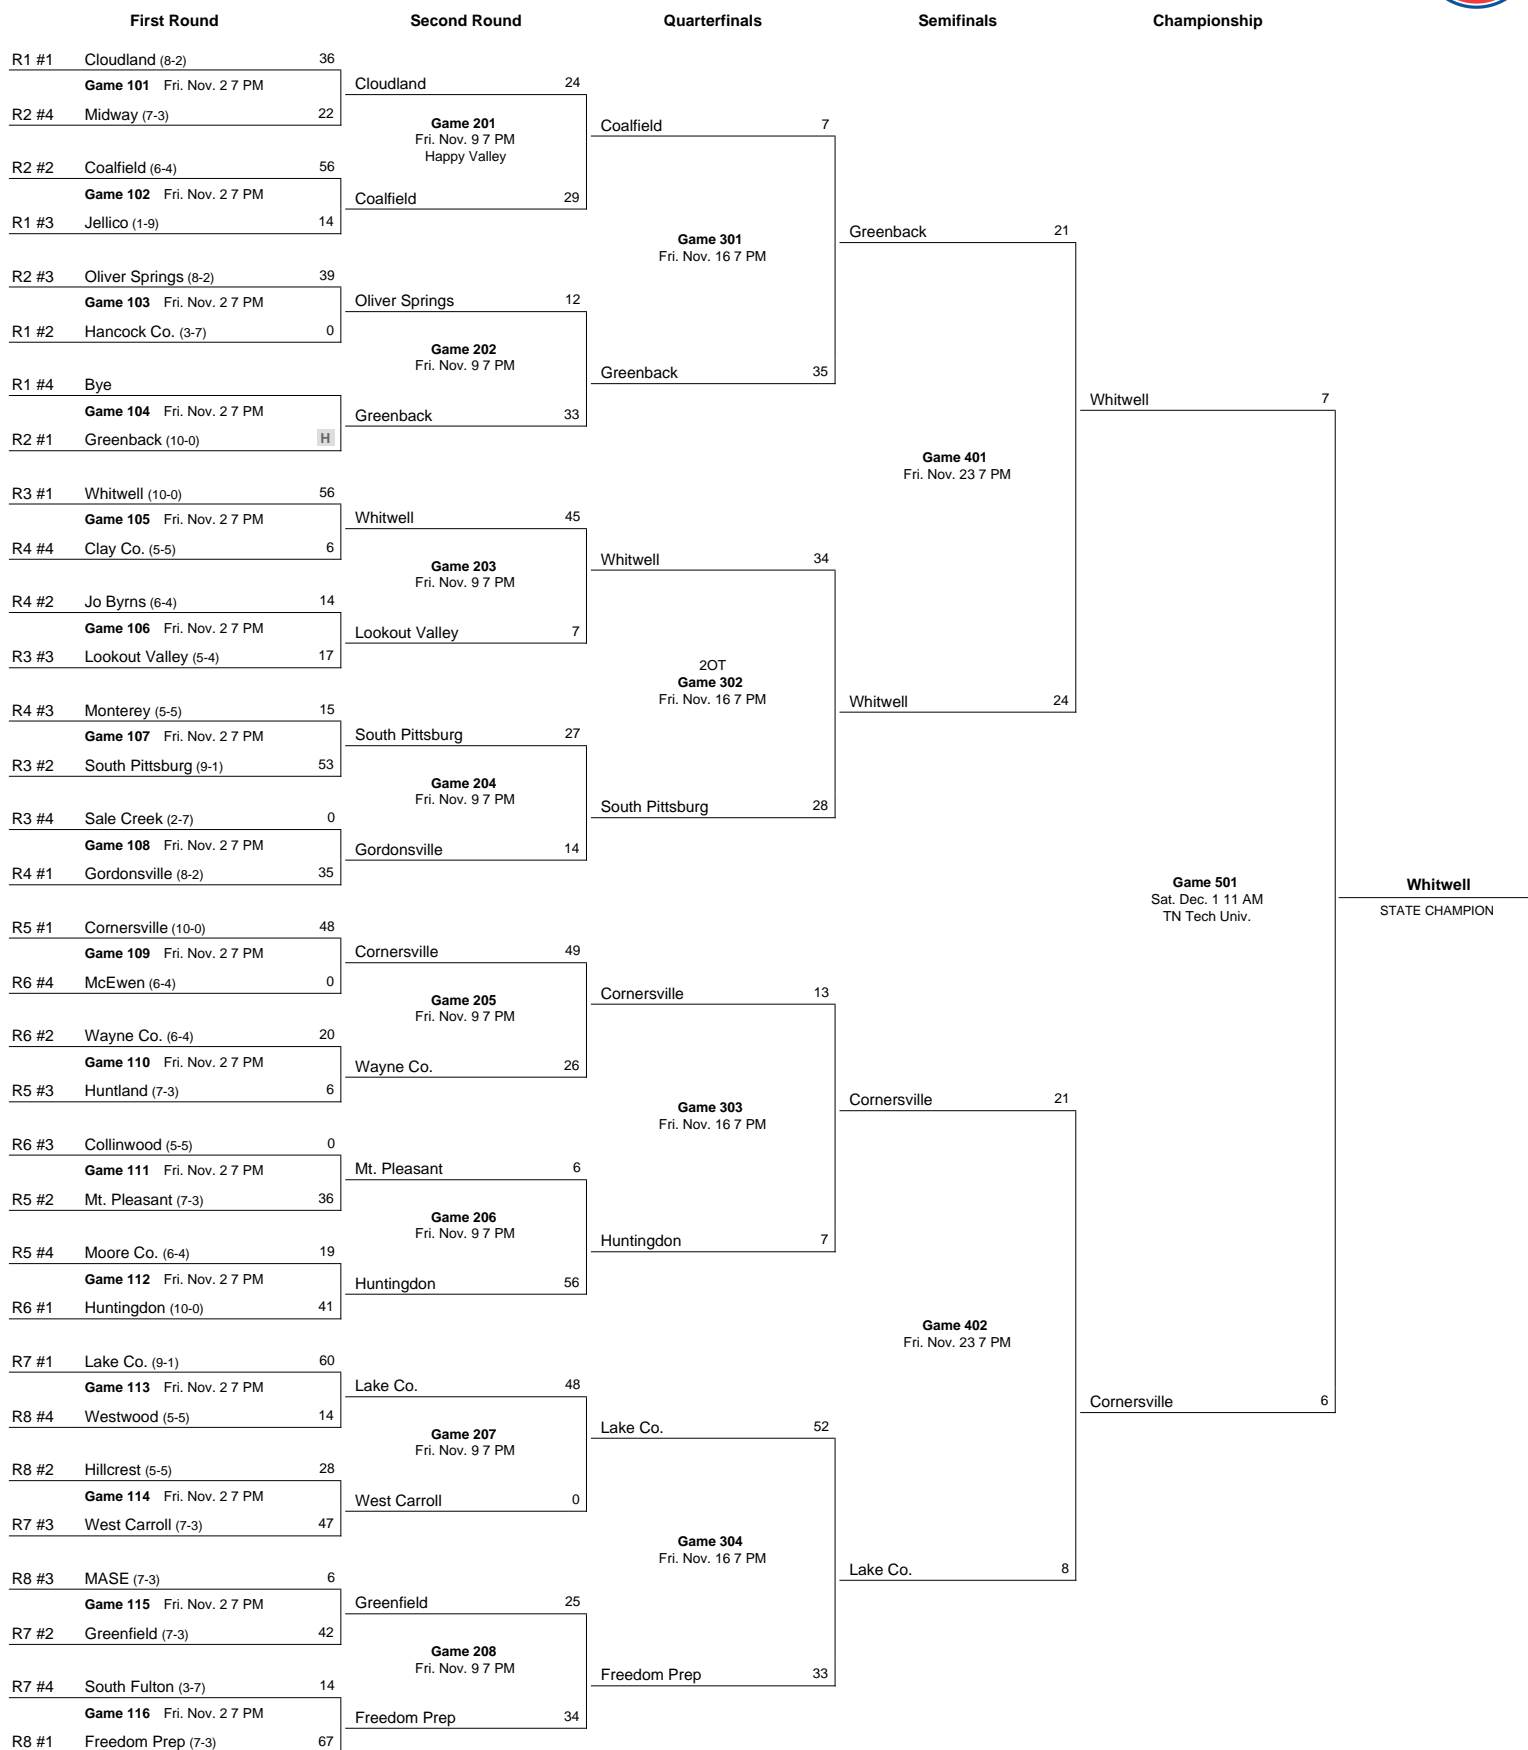 First Round Second Round Quarterfinals Semifinals Championship
R1 #1 Cloudland (8-2) 36
Game 101 Fri. Nov. 2 7 PM
R2 #4 Midway (7-3) 22
R2 #2 Coalfield (6-4) 56
Game 102 Fri. Nov. 2 7 PM
R1 #3 Jellico (1-9) 14
R2 #3 Oliver Springs (8-2) 39
Game 103 Fri. Nov. 2 7 PM
R1 #2 Hancock Co. (3-7) 0
R1 #4 Bye
Game 104 Fri. Nov. 2 7 PM
R2 #1 Greenback (10-0) H
R3 #1 Whitwell (10-0) 56
Game 105 Fri. Nov. 2 7 PM
R4 #4 Clay Co. (5-5) 6
R4 #2 Jo Byrns (6-4) 14
Game 106 Fri. Nov. 2 7 PM
R3 #3 Lookout Valley (5-4) 17
R4 #3 Monterey (5-5) 15
Game 107 Fri. Nov. 2 7 PM
R3 #2 South Pittsburg (9-1) 53
R3 #4 Sale Creek (2-7) 0
Game 108 Fri. Nov. 2 7 PM
R4 #1 Gordonsville (8-2) 35
R5 #1 Cornersville (10-0) 48
Game 109 Fri. Nov. 2 7 PM
R6 #4 McEwen (6-4) 0
R6 #2 Wayne Co. (6-4) 20
Game 110 Fri. Nov. 2 7 PM
R5 #3 Huntland (7-3) 6
R6 #3 Collinwood (5-5) 0
Game 111 Fri. Nov. 2 7 PM
R5 #2 Mt. Pleasant (7-3) 36
R5 #4 Moore Co. (6-4) 19
Game 112 Fri. Nov. 2 7 PM
R6 #1 Huntingdon (10-0) 41
R7 #1 Lake Co. (9-1) 60
Game 113 Fri. Nov. 2 7 PM
R8 #4 Westwood (5-5) 14
R8 #2 Hillcrest (5-5) 28
Game 114 Fri. Nov. 2 7 PM
R7 #3 West Carroll (7-3) 47
R8 #3 MASE (7-3) 6
Game 115 Fri. Nov. 2 7 PM
R7 #2 Greenfield (7-3) 42
R7 #4 South Fulton (3-7) 14
Game 116 Fri. Nov. 2 7 PM
R8 #1 Freedom Prep (7-3) 67
Cloudland 24
Game 201
Fri. Nov. 9 7 PM
Happy Valley
Coalfield 29
Oliver Springs 12
Game 202
Fri. Nov. 9 7 PM
Greenback 33
Whitwell 45
Game 203
Fri. Nov. 9 7 PM
Lookout Valley 7
South Pittsburg 27
Game 204
Fri. Nov. 9 7 PM
Gordonsville 14
Cornersville 49
Game 205
Fri. Nov. 9 7 PM
Wayne Co. 26
Mt. Pleasant 6
Game 206
Fri. Nov. 9 7 PM
Huntingdon 56
Lake Co. 48
Game 207
Fri. Nov. 9 7 PM
West Carroll 0
Greenfield 25
Game 208
Fri. Nov. 9 7 PM
Freedom Prep 34
Coalfield 7
Game 301
Fri. Nov. 16 7 PM
Greenback 35
Whitwell 34
2OT
Game 302
Fri. Nov. 16 7 PM
South Pittsburg 28
Cornersville 13
Game 303
Fri. Nov. 16 7 PM
Huntingdon 7
Lake Co. 52
Game 304
Fri. Nov. 16 7 PM
Freedom Prep 33
Greenback 21
Game 401
Fri. Nov. 23 7 PM
Whitwell 24
Cornersville 21
Game 402
Fri. Nov. 23 7 PM
Lake Co. 8
Whitwell 7
Game 501
Sat. Dec. 1 11 AM
TN Tech Univ.
Cornersville 6
Whitwell
STATE CHAMPION